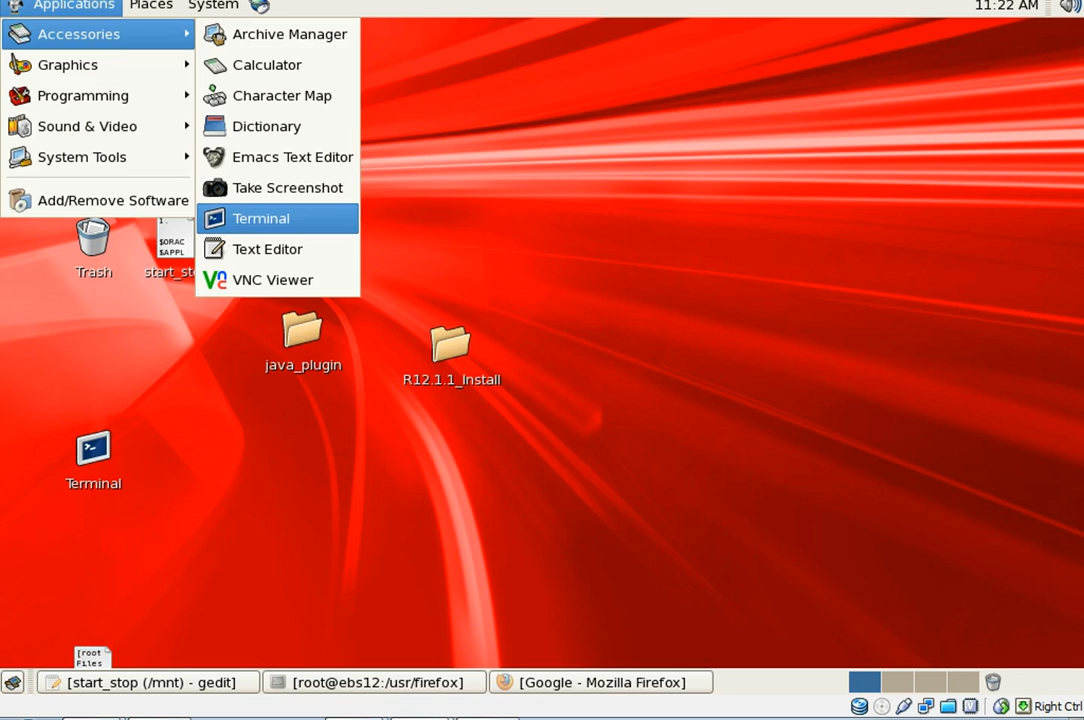 Applications Places System 11:22 AM
Accessories
Graphics
Programming
Sound & Video
System Tools
Add/Remove Software
Archive Manager
Calculator
Character Map
Dictionary
Emacs Text Editor
Take Screenshot
Terminal
Text Editor
VNC Viewer
1.
$ORAC
$APPL
Trash
start_st
java_plugin
R12.1.1_Install
Terminal
[root
Files
[start_stop (/mnt) - gedit] [root@ebs12:/usr/firefox] [Google - Mozilla Firefox]
Right Ctrl